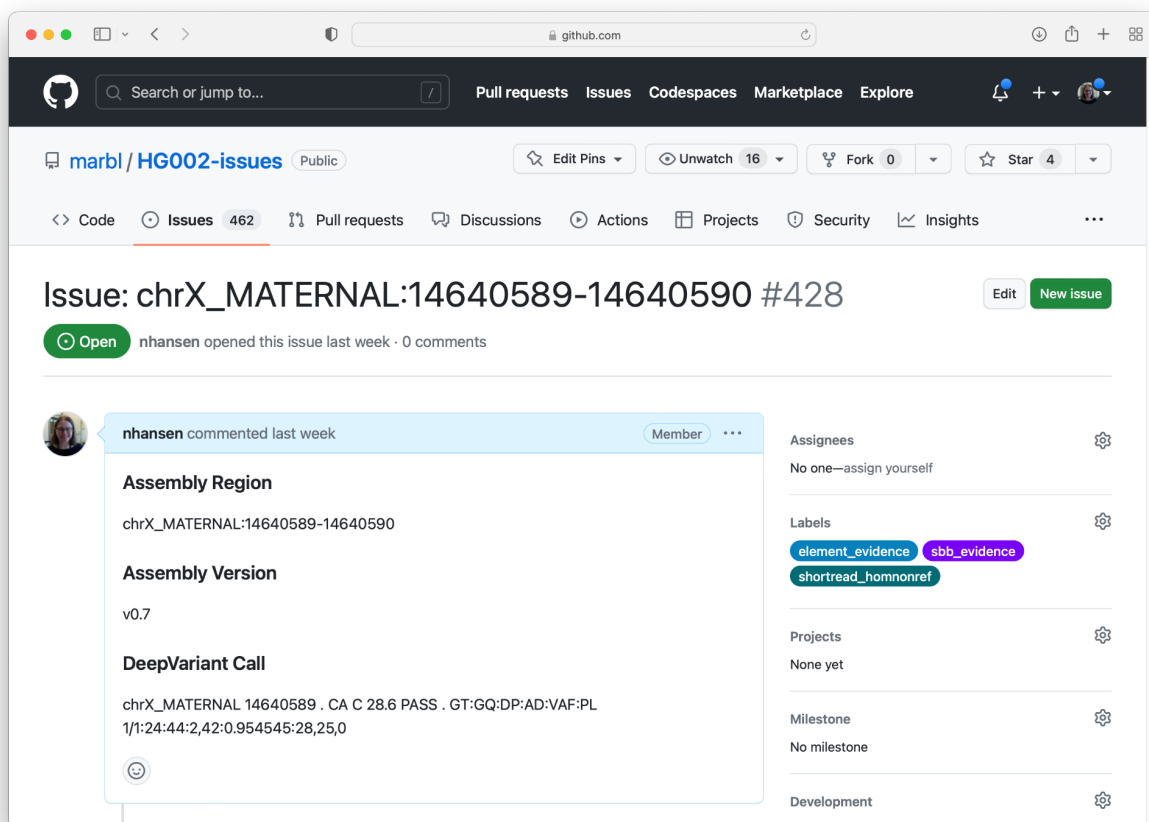 github.com
Search or jump to... /
Pull requests Issues Codespaces Marketplace Explore
marbl / HG002-issues Public
Edit Pins Unwatch 16 Fork 0 Star 4
Code Issues 462 Pull requests Discussions Actions Projects Security Insights
Issue: chrX_MATERNAL:14640589-14640590 #428
Edit New issue
Open nhansen opened this issue last week · 0 comments
nhansen commented last week Member
Assembly Region
chrX_MATERNAL:14640589-14640590
Assembly Version
v0.7
DeepVariant Call
chrX_MATERNAL 14640589 . CA C 28.6 PASS . GT:GQ:DP:AD:VAF:PL
1/1:24:44:2,42:0.954545:28,25,0
Assignees
No one—assign yourself
Labels
element_evidence sbb_evidence
shortread_homnonref
Projects
None yet
Milestone
No milestone
Development